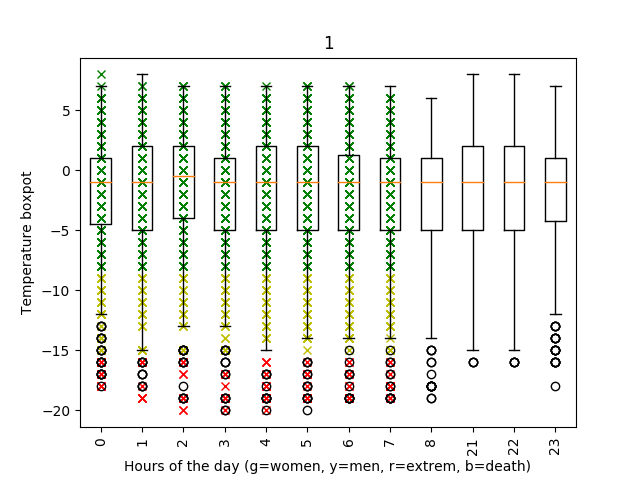 1
Temperature boxpot
5
0
−5
−10
−15
−20
0 1 2 3 4 5 6 7 8 21 22 23
Hours of the day (g=women, y=men, r=extrem, b=death)